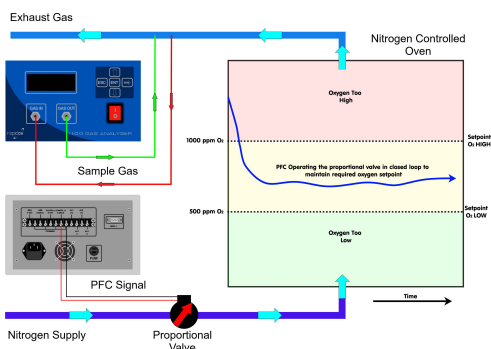 Exhaust Gas
Nitrogen Controlled
Oven
ESC
ENT
GAS IN
GAS OUT
I
O
Sample Gas
Oxygen Too
High
1000 ppm O₂
Setpoint
O₂ HIGH
PFC Operating the proportional valve in closed loop to
maintain required oxygen setpoint
500 ppm O₂
Setpoint
O₂ LOW
Oxygen Too
Low
PFC Signal
Time
Nitrogen Supply
Proportional
Valve